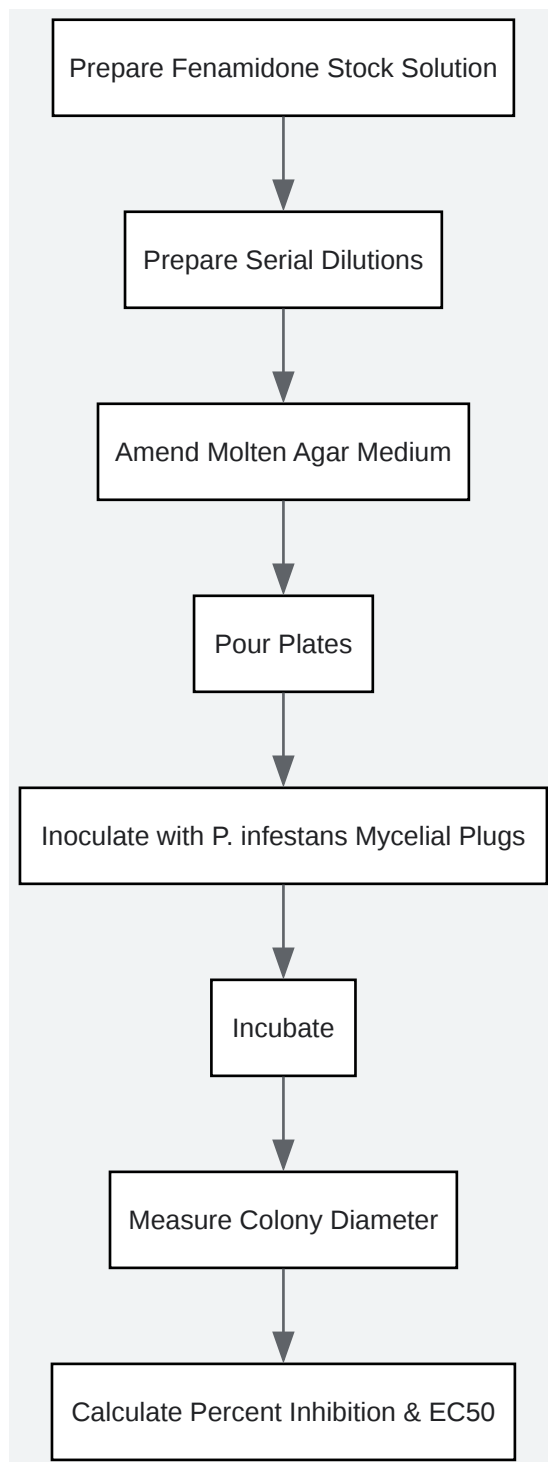 Prepare Fenamidone Stock Solution
Prepare Serial Dilutions
Amend Molten Agar Medium
Pour Plates
Inoculate with P. infestans Mycelial Plugs
Incubate
Measure Colony Diameter
Calculate Percent Inhibition & EC50